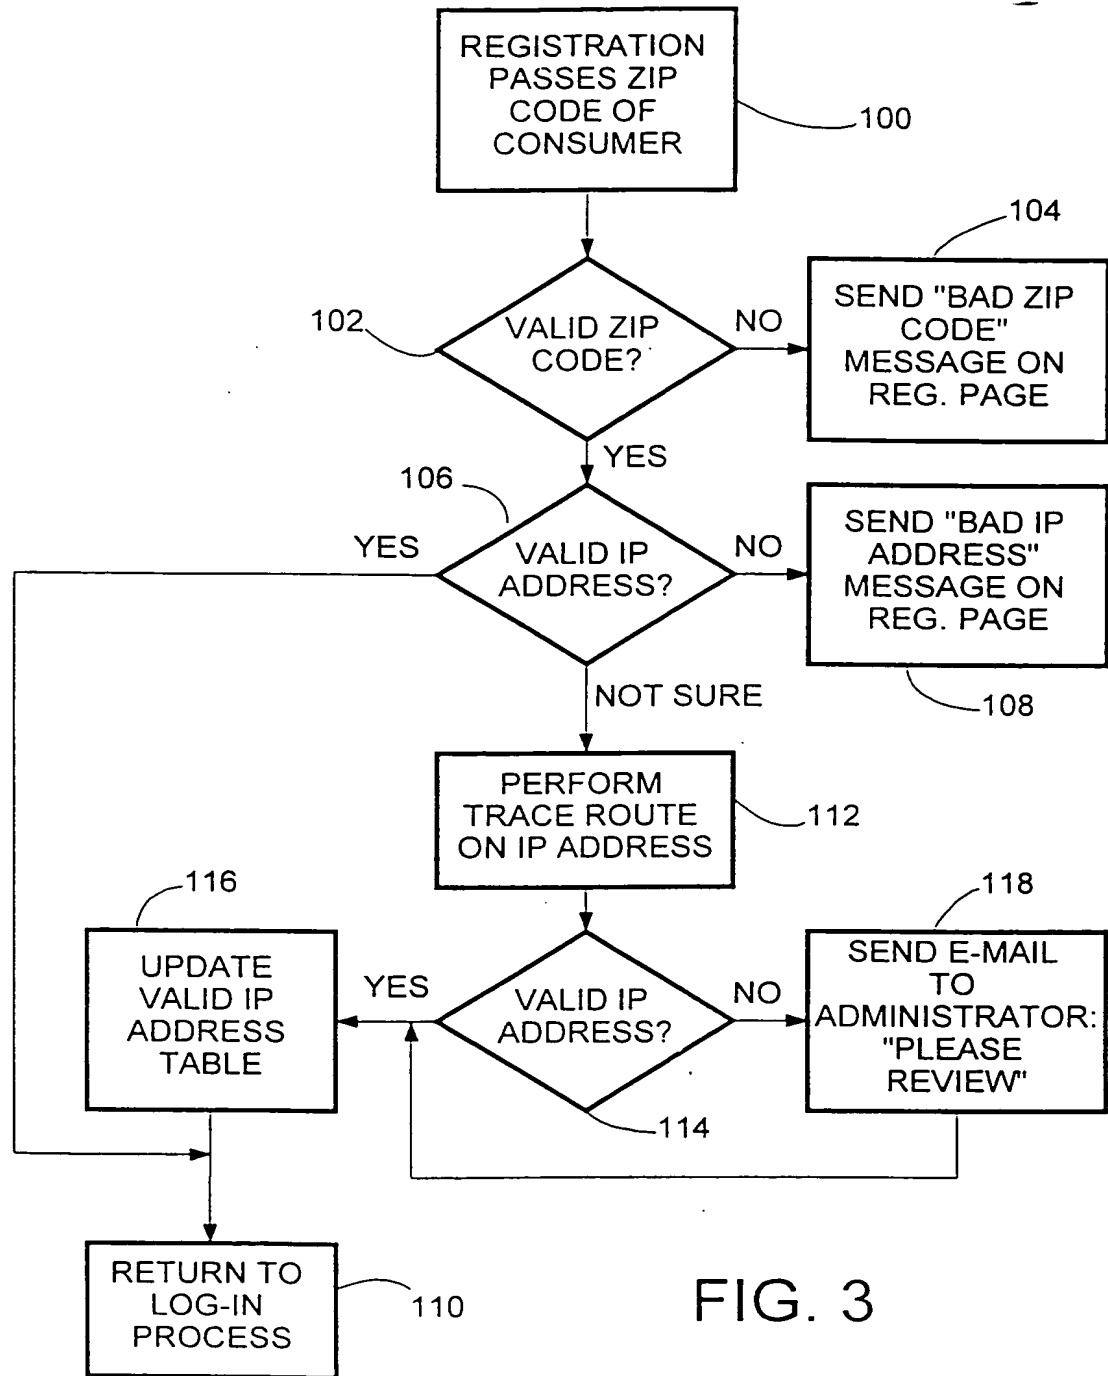 REGISTRATION
PASSES ZIP
CODE OF
CONSUMER
100
104
102
VALID ZIP
CODE?
NO
SEND "BAD ZIP
CODE"
MESSAGE ON
REG. PAGE
YES
106
YES
VALID IP
ADDRESS?
NO
SEND "BAD IP
ADDRESS"
MESSAGE ON
REG. PAGE
NOT SURE
108
PERFORM
TRACE ROUTE
ON IP ADDRESS
112
116
118
UPDATE
VALID IP
ADDRESS
TABLE
YES
VALID IP
ADDRESS?
NO
SEND E-MAIL
TO
ADMINISTRATOR:
"PLEASE
REVIEW"
114
RETURN TO
LOG-IN
PROCESS
110
FIG. 3